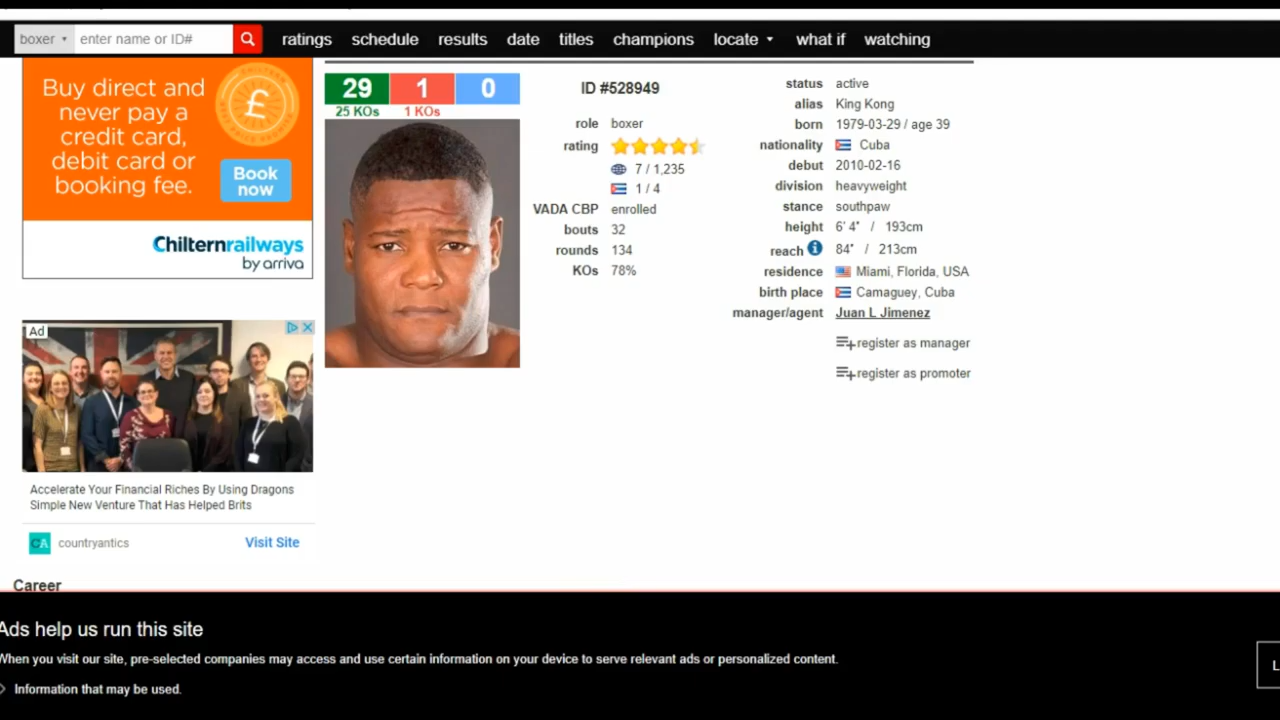 boxer
enter name or ID#
ratings schedule results date titles champions locate what if watching
Buy direct and
never pay a
credit card,
debit card or
booking fee.
£
Book
now
Chilternrailways
by arriva
29 1 0
25 KOs 1 KOs
ID #528949
role boxer
rating
7 / 1,235
1 / 4
VADA CBP enrolled
bouts 32
rounds 134
KOs 78%
status active
alias King Kong
born 1979-03-29 / age 39
nationality Cuba
debut 2010-02-16
division heavyweight
stance southpaw
height 6′ 4″ / 193cm
reach i 84″ / 213cm
residence Miami, Florida, USA
birth place Camaguey, Cuba
manager/agent Juan L Jimenez
register as manager
register as promoter
Ad
Accelerate Your Financial Riches By Using Dragons
Simple New Venture That Has Helped Brits
CA countryantics Visit Site
Career
Ads help us run this site
When you visit our site, pre-selected companies may access and use certain information on your device to serve relevant ads or personalized content.
Information that may be used.
L